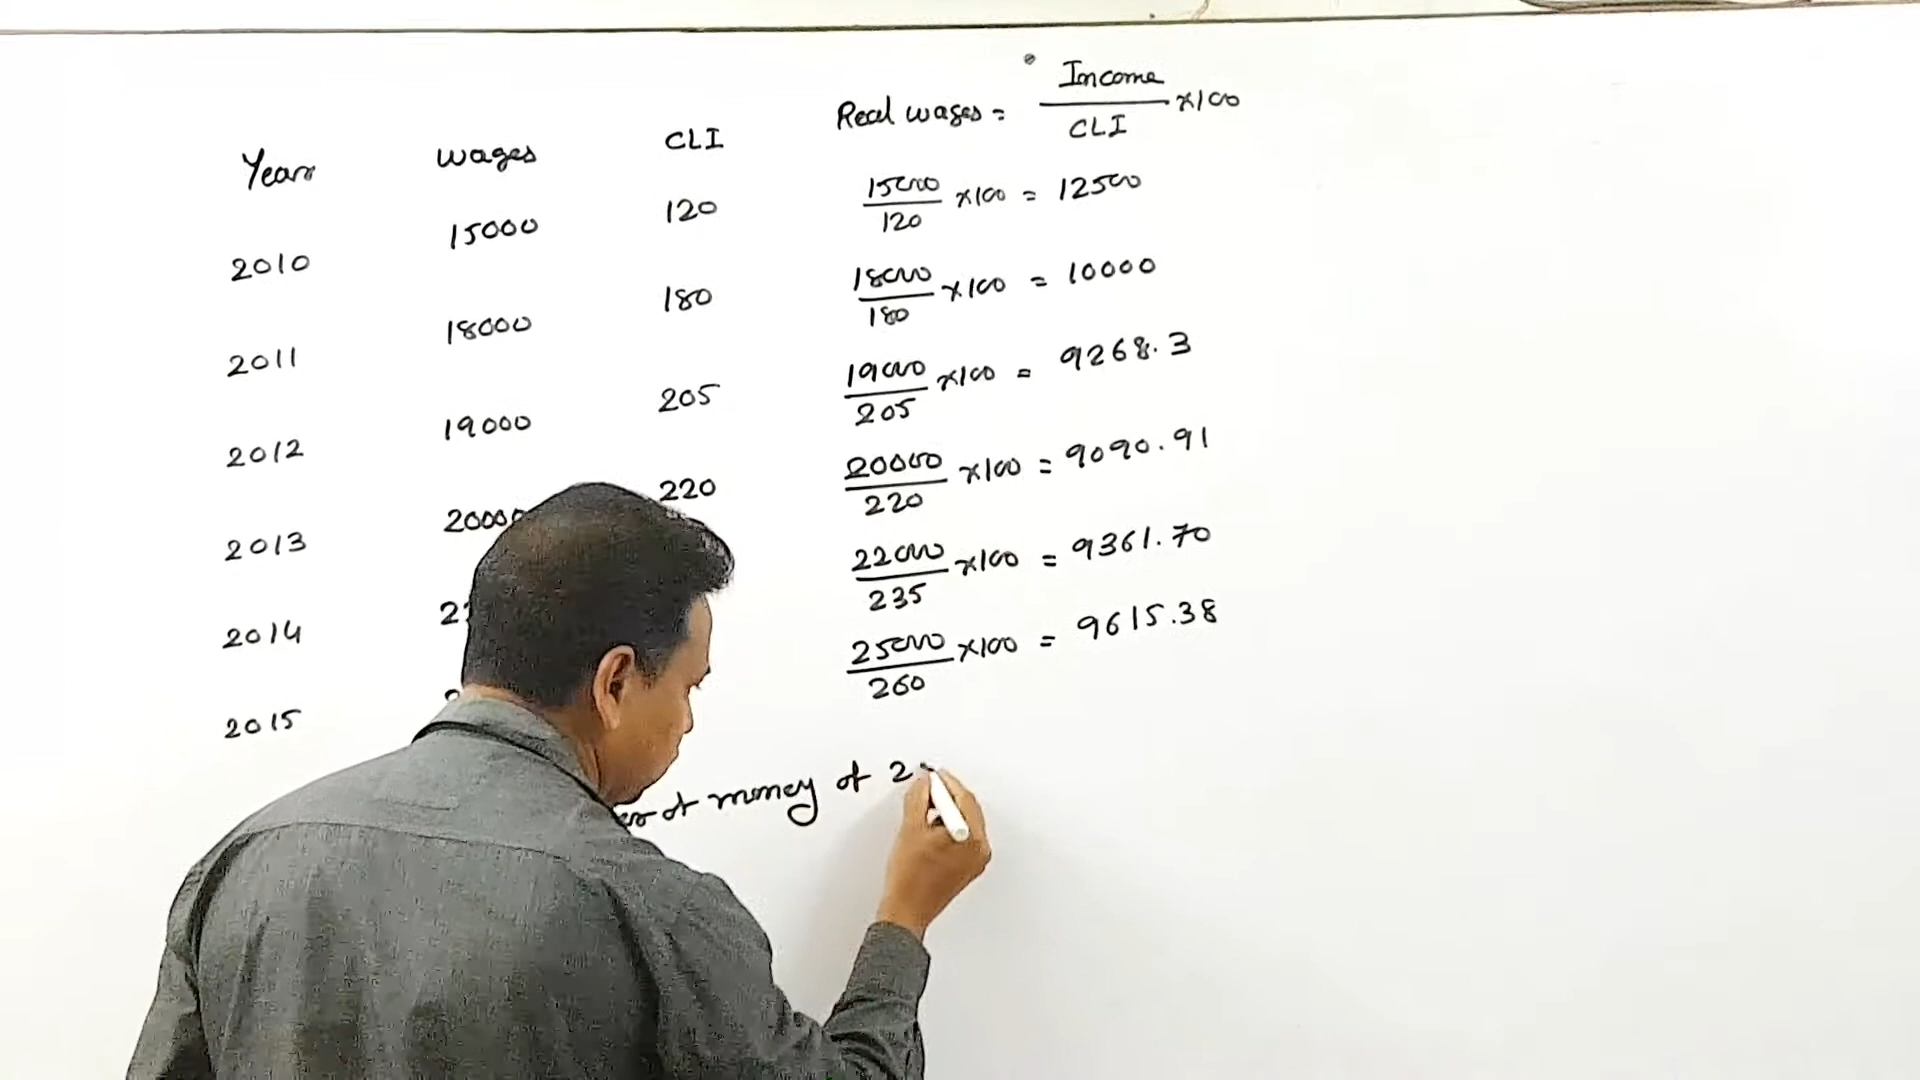 Real wages = Income / CLI ×100
Year wages CLI
2010 15000 120 15000/120 ×100 = 12500
2011 18000 180 18000/180 ×100 = 10000
2012 19000 205 19000/205 ×100 = 9268.3
2013 20000 220 20000/220 ×100 = 9090.91
2014 22000/235 ×100 = 9361.70
2015 25000/260 ×100 = 9615.38
of money of 2